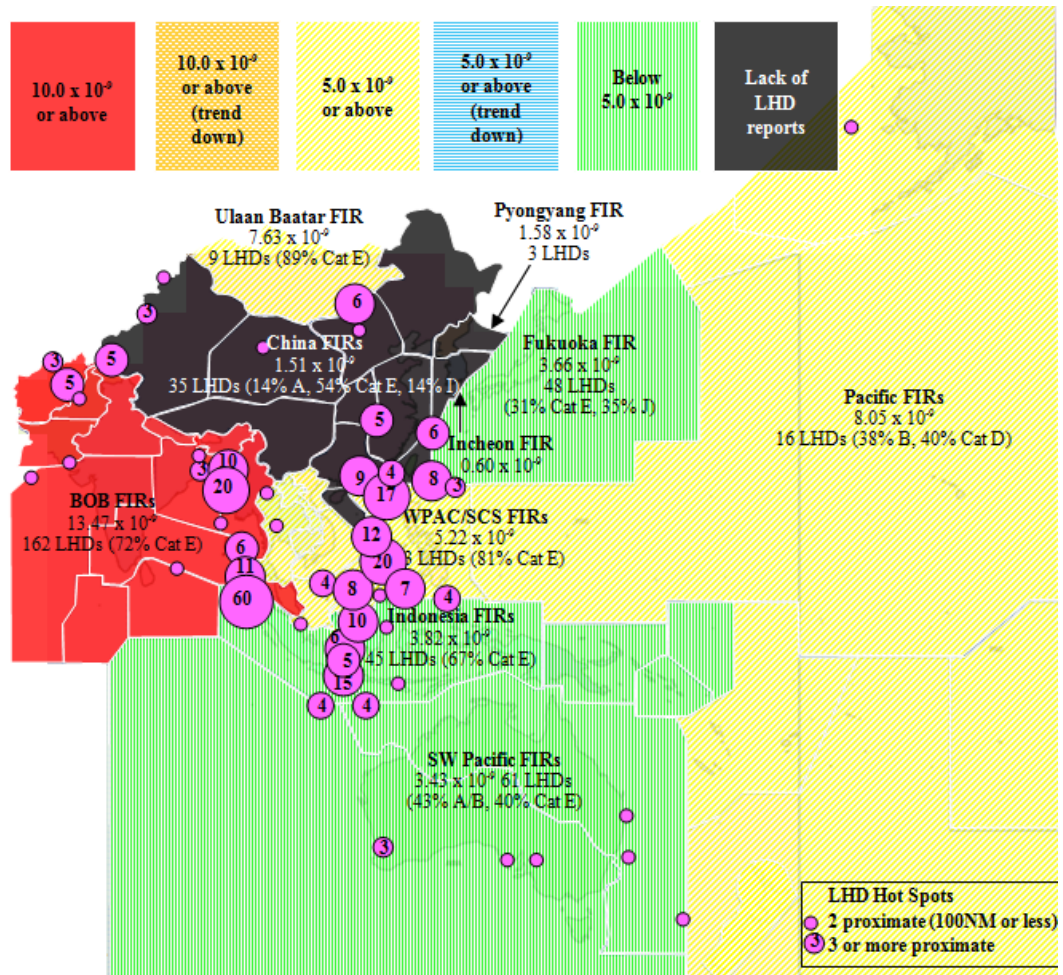 10.0 x 10⁻⁹
or above
10.0 x 10⁻⁹
or above
(trend
down)
5.0 x 10⁻⁹
or above
5.0 x 10⁻⁹
or above
(trend
down)
Below
5.0 x 10⁻⁹
Lack of
LHD
reports
Ulaan Baatar FIR
7.63 x 10⁻⁹
9 LHDs (89% Cat E)
Pyongyang FIR
1.58 x 10⁻⁹
3 LHDs
6
3
China FIRs
1.51 x 10⁻⁹
35 LHDs (14% A, 54% Cat E, 14% I)
Fukuoka FIR
3.66 x 10⁻⁹
48 LHDs
(31% Cat E, 35% J)
3
5
5
Pacific FIRs
8.05 x 10⁻⁹
16 LHDs (38% B, 40% Cat D)
5
6
Incheon FIR
0.60 x 10⁻⁹
3
10
20
9
4
17
8
3
BOB FIRs
13.47 x 10⁻⁹
162 LHDs (72% Cat E)
WPAC/SCS FIRs
5.22 x 10⁻⁹
3 LHDs (81% Cat E)
12
20
6
11
60
4
8
7
4
Indonesia FIRs
3.82 x 10⁻⁹
45 LHDs (67% Cat E)
10
6
5
15
4
4
SW Pacific FIRs
3.43 x 10⁻⁹ 61 LHDs
(43% A/B, 40% Cat E)
3
LHD Hot Spots
2 proximate (100NM or less)
3
3 or more proximate